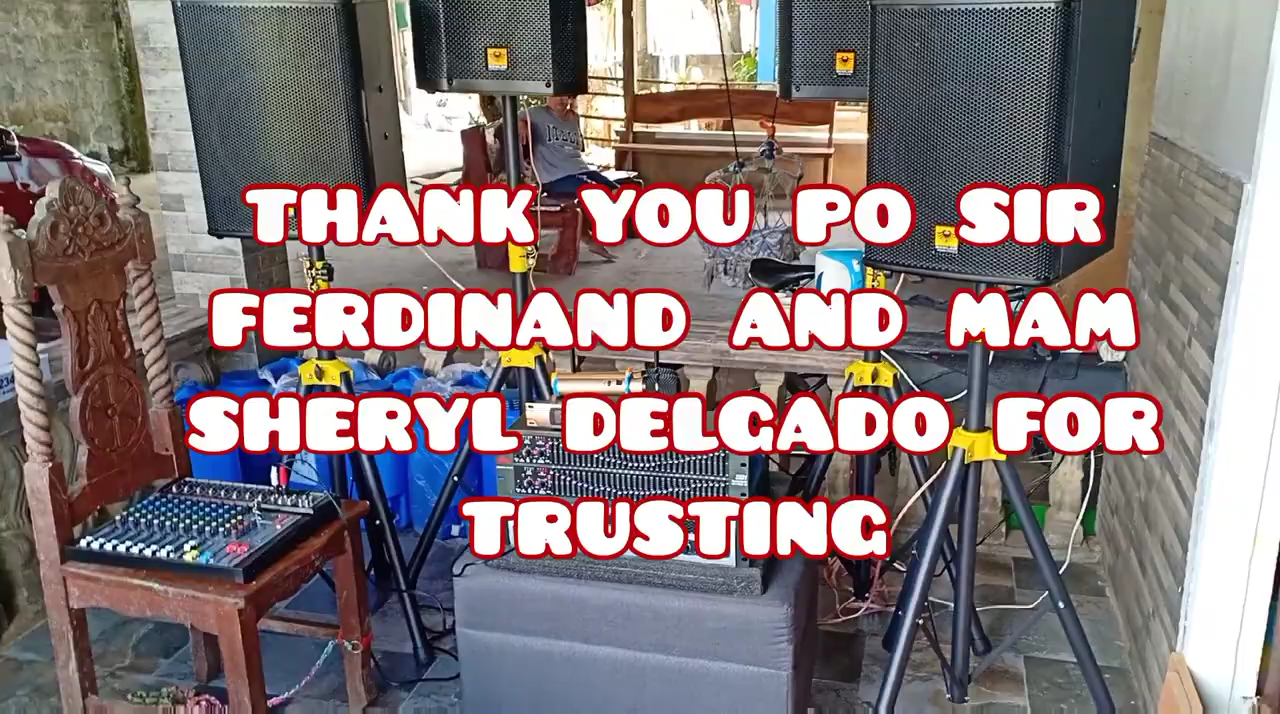 THANK YOU PO SIR
FERDINAND AND MAM
SHERYL DELGADO FOR
TRUSTING